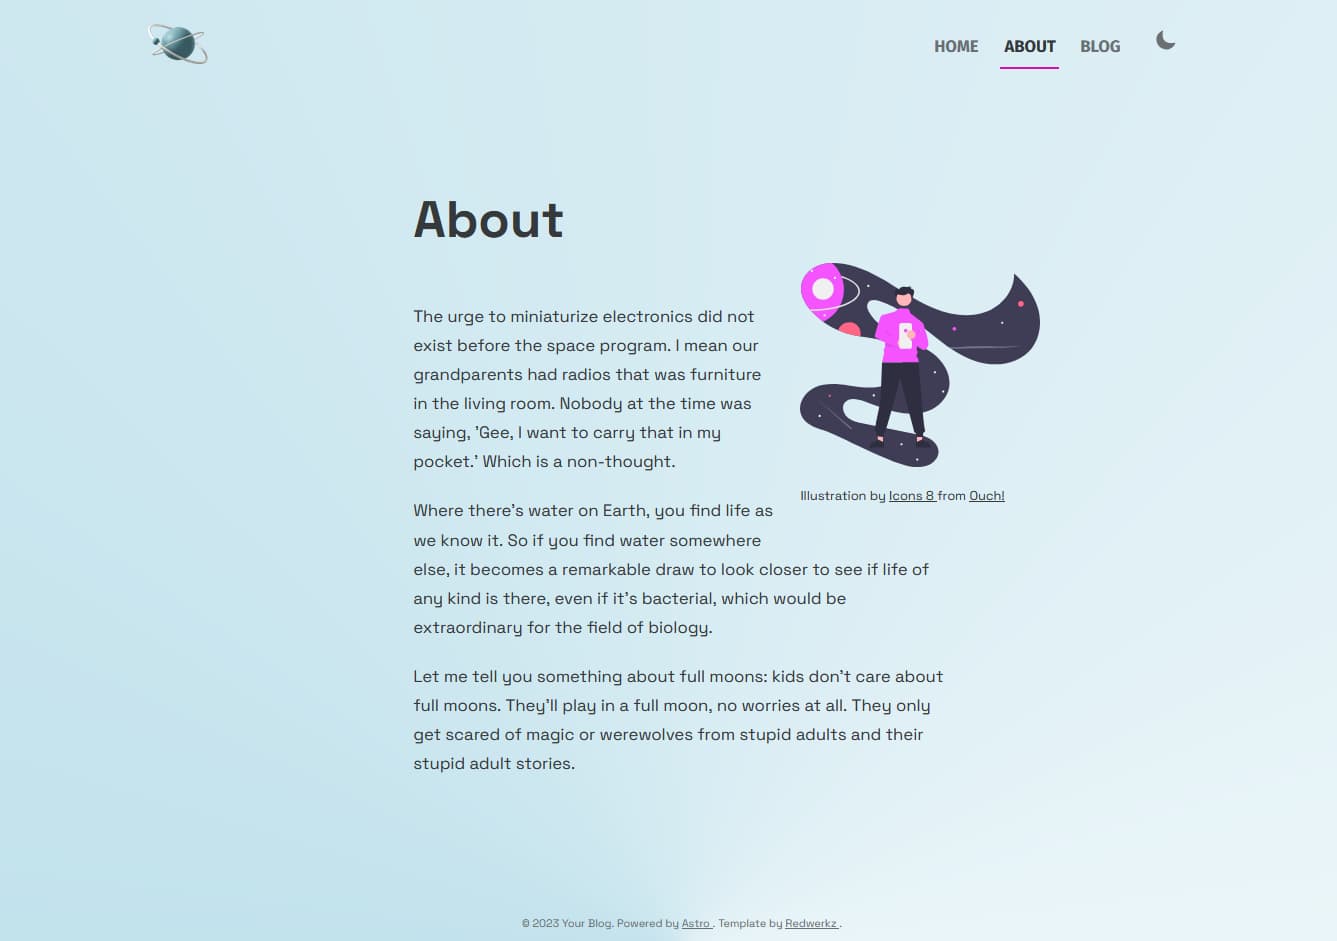 HOME ABOUT BLOG
About
The urge to miniaturize electronics did not
exist before the space program. I mean our
grandparents had radios that was furniture
in the living room. Nobody at the time was
saying, 'Gee, I want to carry that in my
pocket.' Which is a non-thought.
Illustration by Icons 8 from Ouch!
Where there's water on Earth, you find life as
we know it. So if you find water somewhere
else, it becomes a remarkable draw to look closer to see if life of
any kind is there, even if it's bacterial, which would be
extraordinary for the field of biology.
Let me tell you something about full moons: kids don't care about
full moons. They'll play in a full moon, no worries at all. They only
get scared of magic or werewolves from stupid adults and their
stupid adult stories.
© 2023 Your Blog. Powered by Astro . Template by Redwerkz .